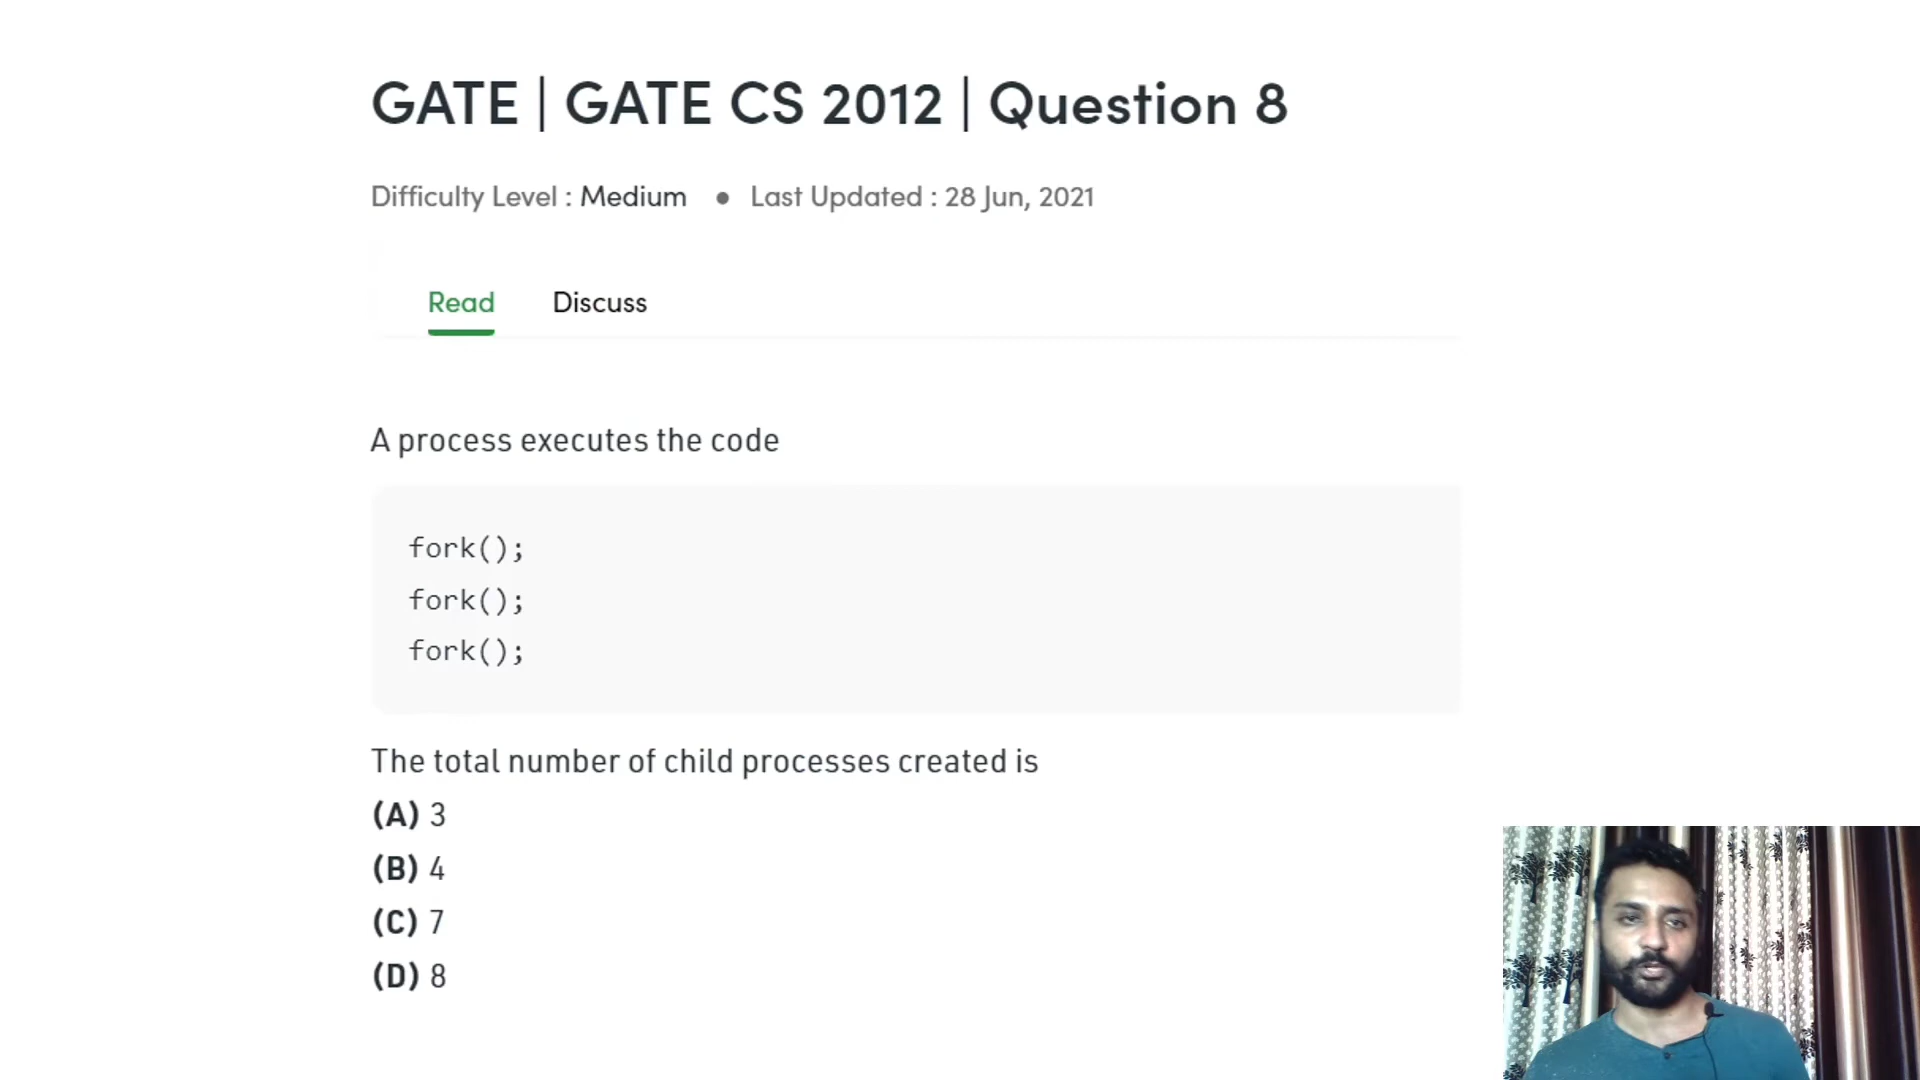 GATE | GATE CS 2012 | Question 8
Difficulty Level : Medium ● Last Updated : 28 Jun, 2021
Read Discuss
A process executes the code
fork();
fork();
fork();
The total number of child processes created is
(A) 3
(B) 4
(C) 7
(D) 8